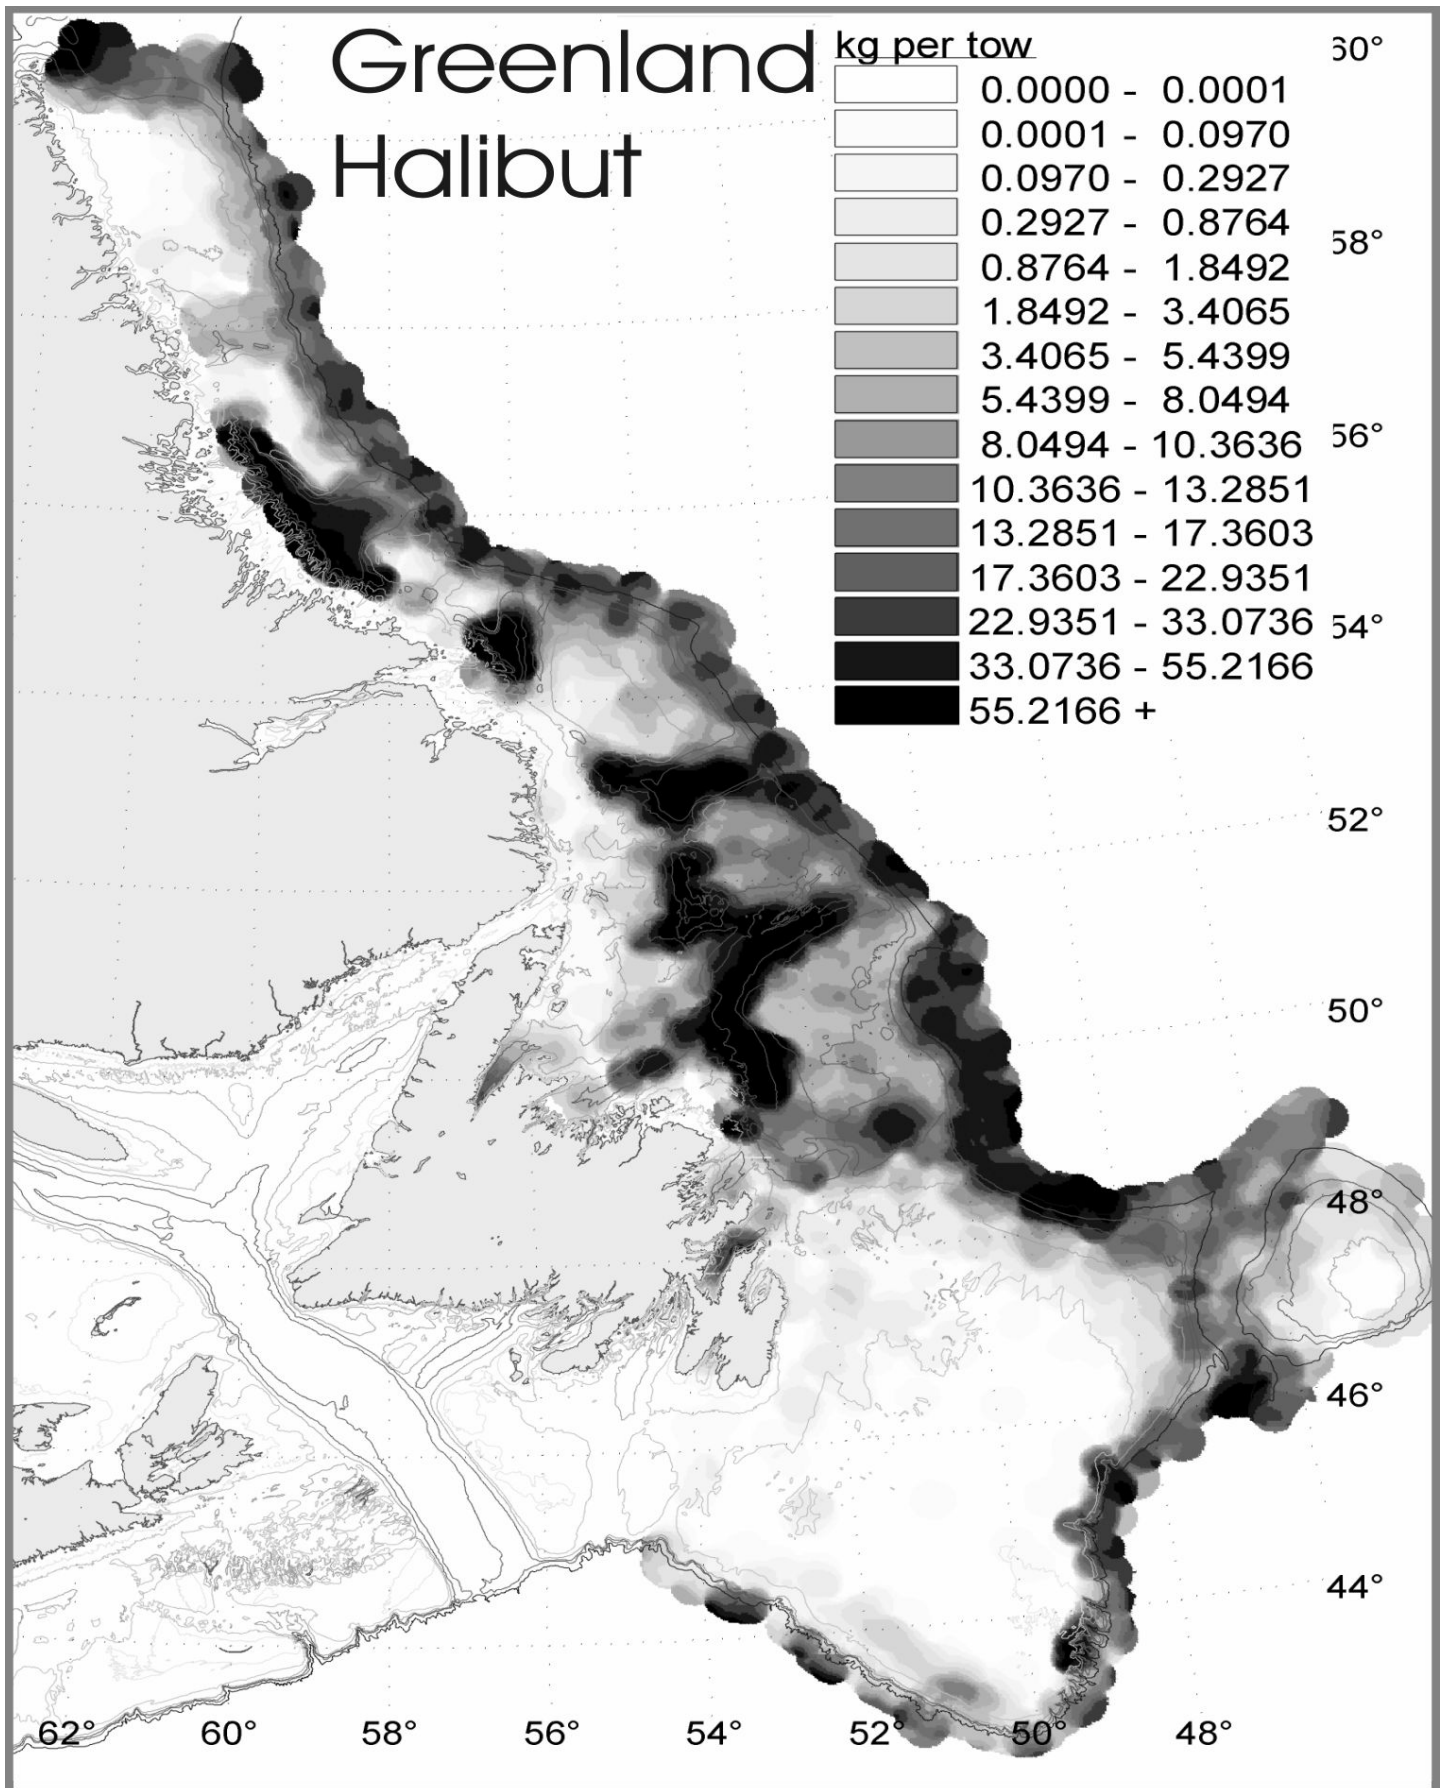 Greenland
Halibut
kg per tow
0.0000 - 0.0001
0.0001 - 0.0970
0.0970 - 0.2927
0.2927 - 0.8764
0.8764 - 1.8492
1.8492 - 3.4065
3.4065 - 5.4399
5.4399 - 8.0494
8.0494 - 10.3636
10.3636 - 13.2851
13.2851 - 17.3603
17.3603 - 22.9351
22.9351 - 33.0736
33.0736 - 55.2166
55.2166 +
60°
58°
56°
54°
52°
50°
48°
46°
44°
62° 60° 58° 56° 54° 52° 50° 48°